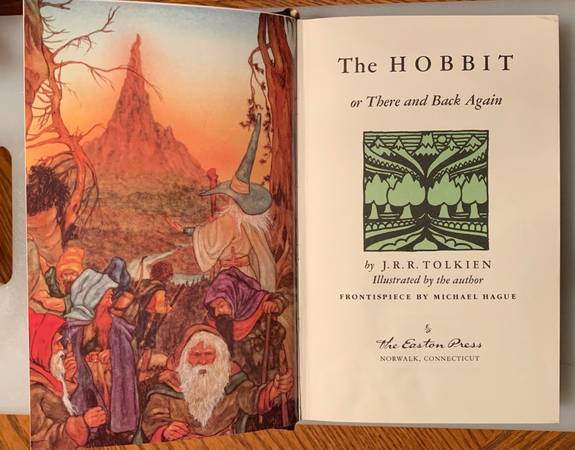 The HOBBIT
or There and Back Again
by J.R.R. TOLKIEN
Illustrated by the author
FRONTISPIECE BY MICHAEL HAGUE
The Easton Press
NORWALK, CONNECTICUT